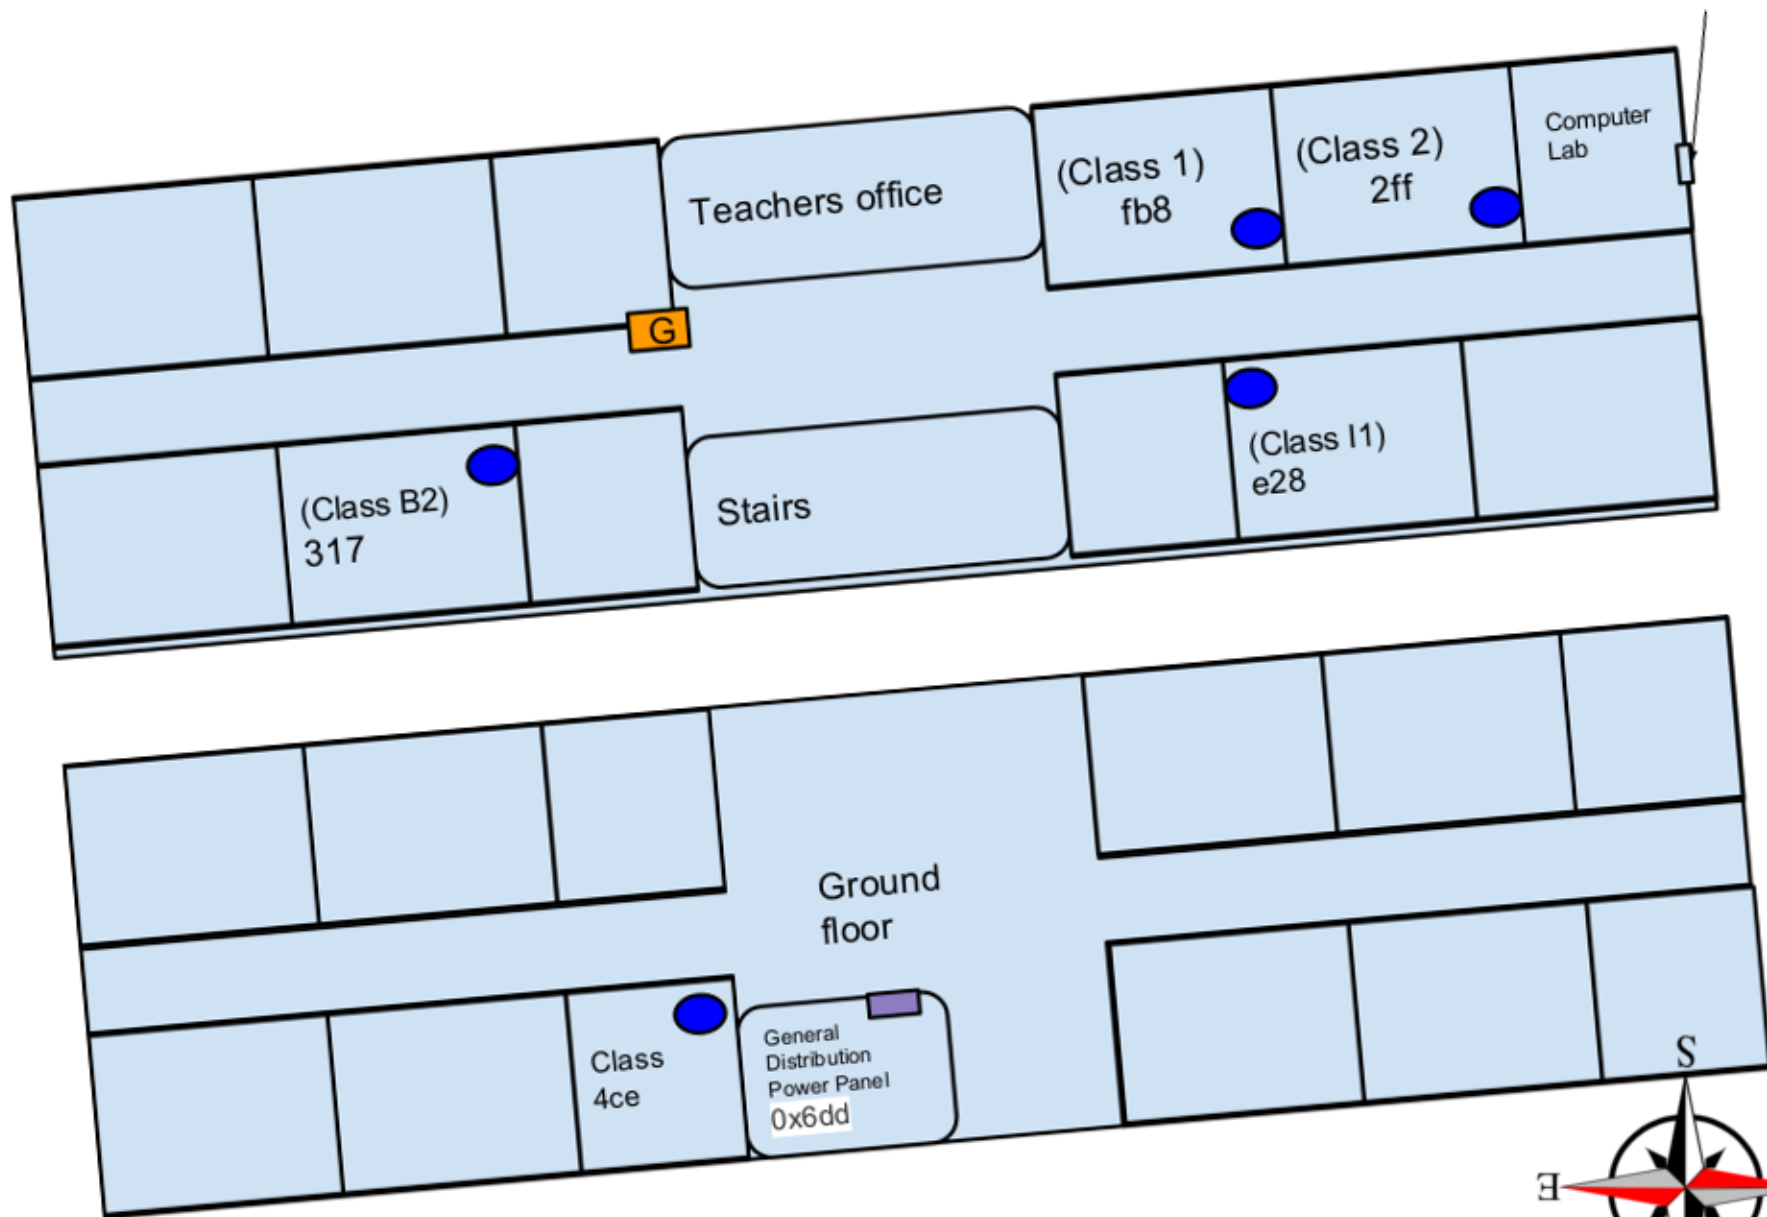 Teachers office
(Class 1)
fb8
(Class 2)
2ff
Computer
Lab
G
(Class B2)
317
Stairs
(Class I1)
e28
Ground
floor
Class
4ce
General
Distribution
Power Panel
0x6dd
S
E